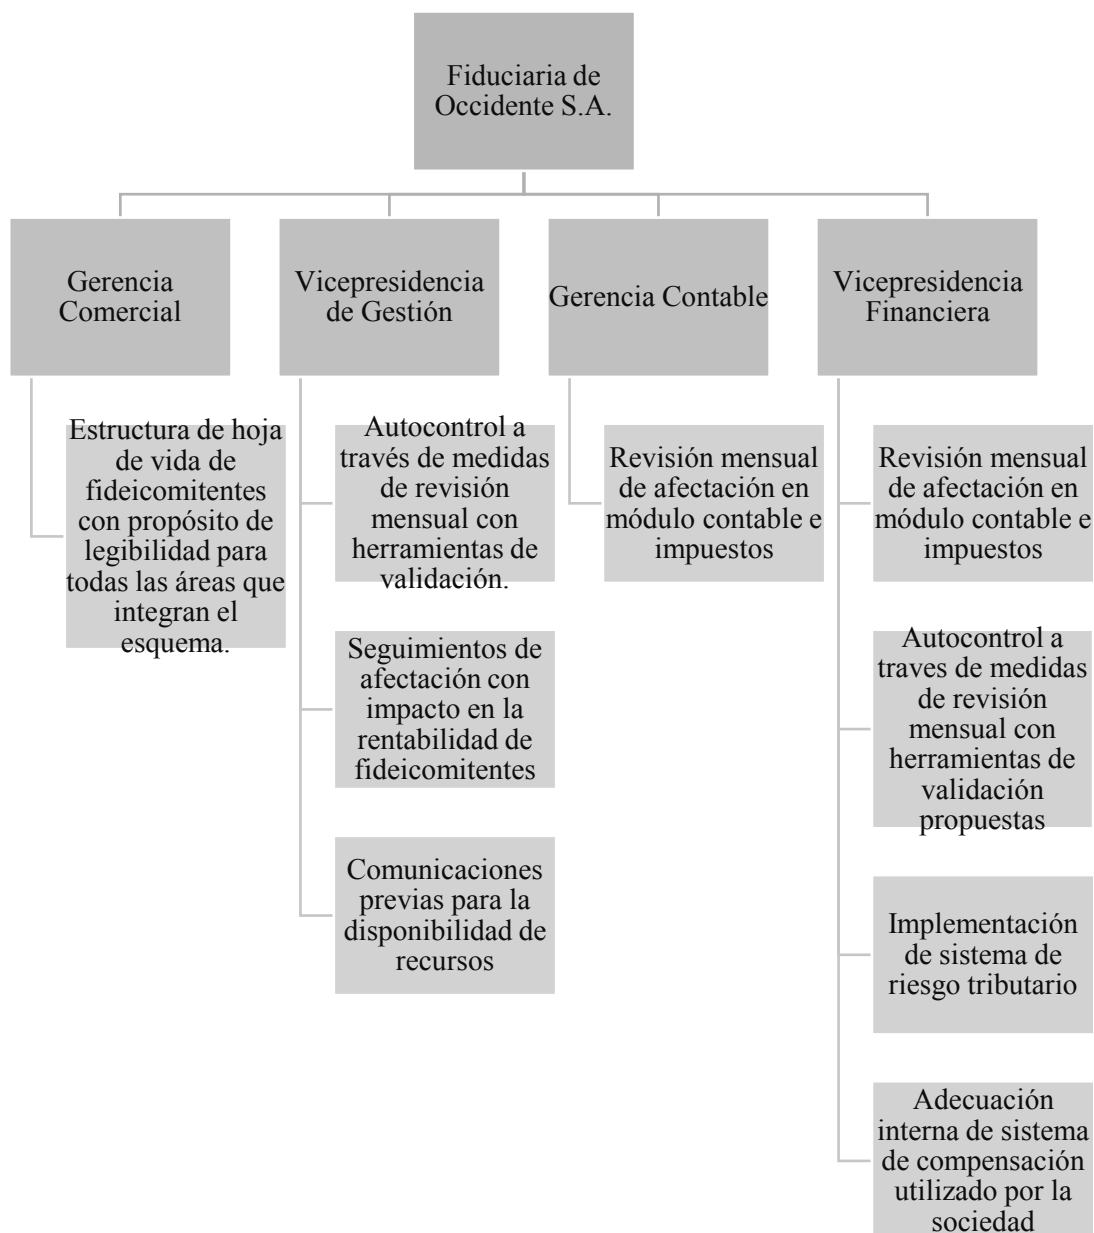 Fiduciaria de
Occidente S.A.
Gerencia
Comercial
Vicepresidencia
de Gestión
Gerencia Contable
Vicepresidencia
Financiera
Estructura de hoja
de vida de
fideicomitentes
con propósito de
legibilidad para
todas las áreas que
integran el
esquema.
Autocontrol a
través de medidas
de revisión
mensual con
herramientas de
validación.
Seguimientos de
afectación con
impacto en la
rentabilidad de
fideicomitentes
Comunicaciones
previas para la
disponibilidad de
recursos
Revisión mensual
de afectación en
módulo contable e
impuestos
Revisión mensual
de afectación en
módulo contable e
impuestos
Autocontrol a
traves de medidas
de revisión
mensual con
herramientas de
validación
propuestas
Implementación
de sistema de
riesgo tributario
Adecuación
interna de sistema
de compensación
utilizado por la
sociedad